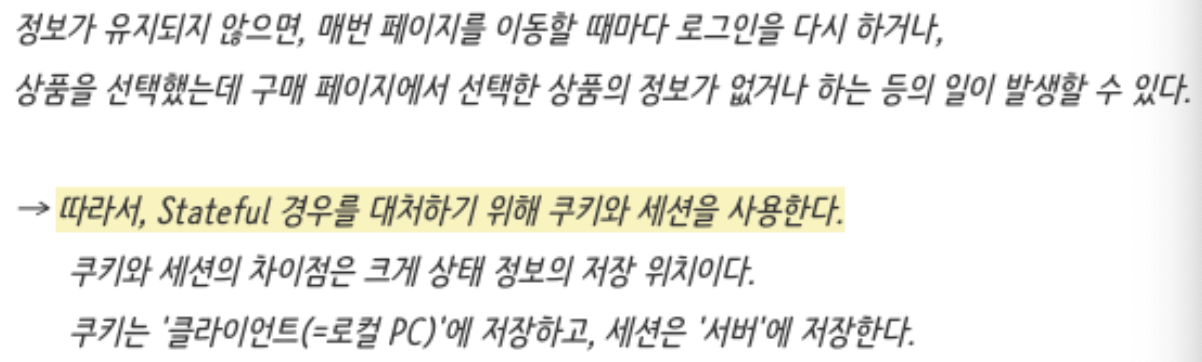 정보가 유지되지 않으면, 매번 페이지를 이동할 때마다 로그인을 다시 하거나,
상품을 선택했는데 구매 페이지에서 선택한 상품의 정보가 없거나 하는 등의 일이 발생할 수 있다.
→ 따라서, Stateful 경우를 대처하기 위해 쿠키와 세션을 사용한다.
쿠키와 세션의 차이점은 크게 상태 정보의 저장 위치이다.
쿠키는 '클라이언트(=로컬 PC)'에 저장하고, 세션은 '서버'에 저장한다.